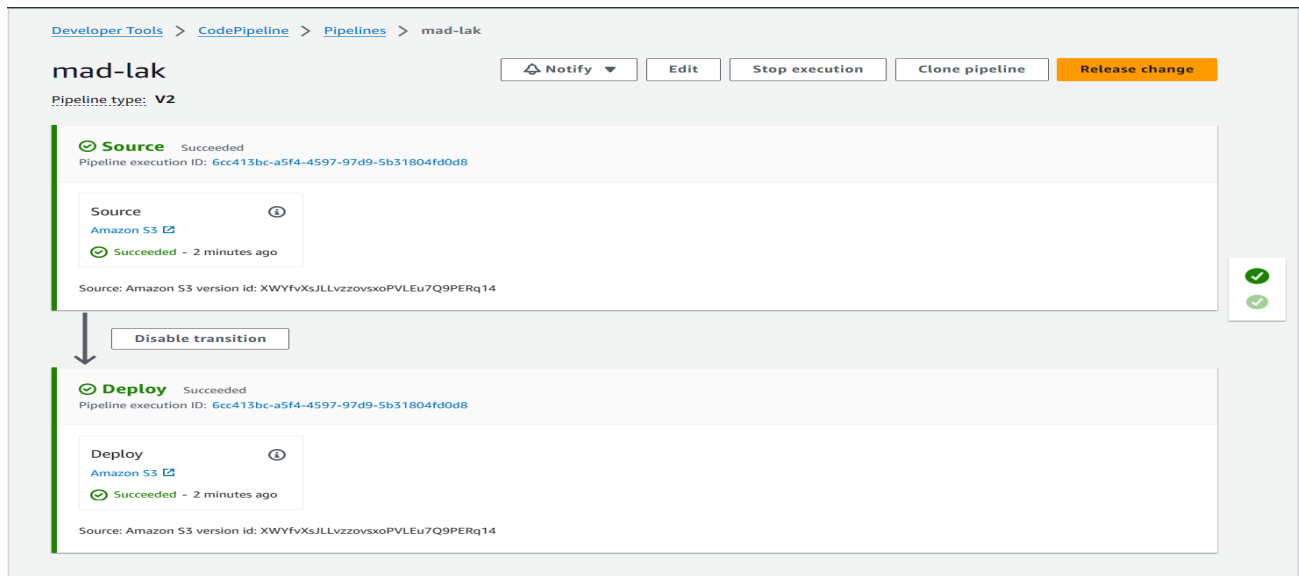 Developer Tools > CodePipeline > Pipelines > mad-lak
mad-lak
Notify Edit Stop execution Clone pipeline Release change
Pipeline type: V2
Source Succeeded
Pipeline execution ID: 6cc413bc-a5f4-4597-97d9-5b31804fd0d8
Source
Amazon S3
Succeeded - 2 minutes ago
Source: Amazon S3 version id: XWYfvXsJLLvzzovsxoPVLEu7Q9PERq14
Disable transition
Deploy Succeeded
Pipeline execution ID: 6cc413bc-a5f4-4597-97d9-5b31804fd0d8
Deploy
Amazon S3
Succeeded - 2 minutes ago
Source: Amazon S3 version id: XWYfvXsJLLvzzovsxoPVLEu7Q9PERq14